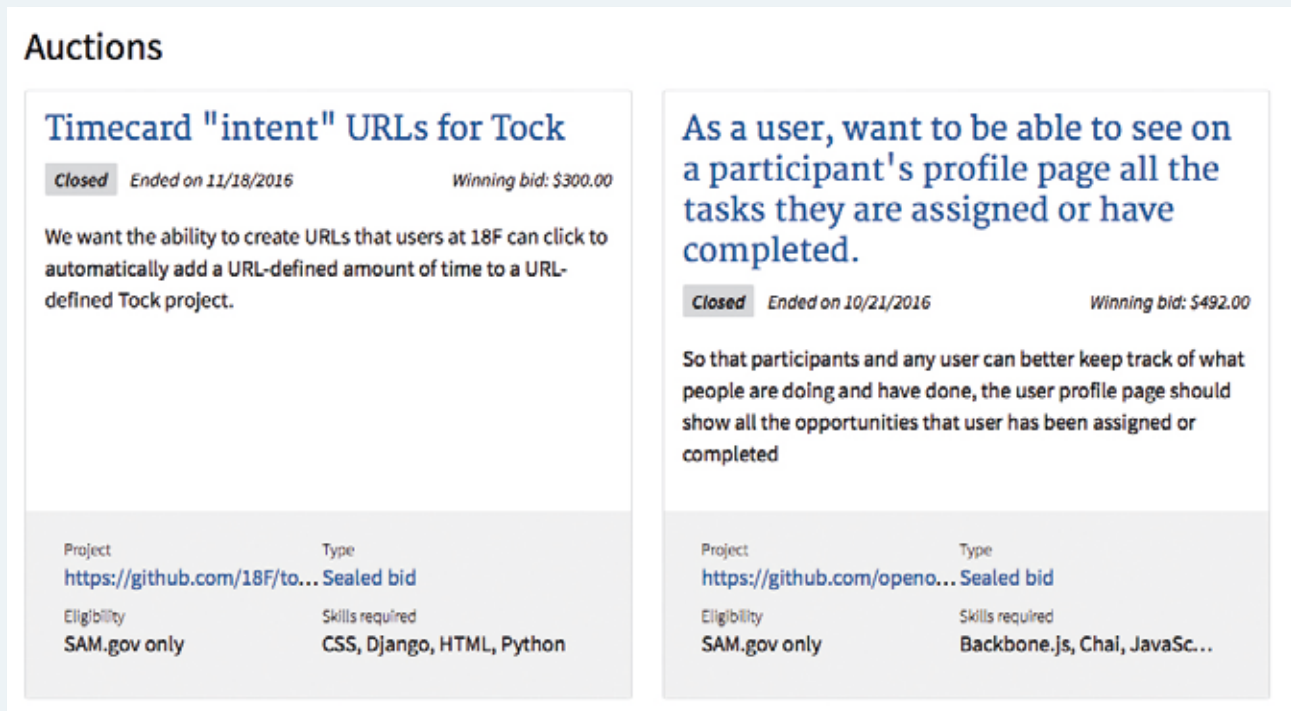 Auctions
Timecard "intent" URLs for Tock
Closed Ended on 11/18/2016 Winning bid: $300.00
We want the ability to create URLs that users at 18F can click to
automatically add a URL-defined amount of time to a URL-
defined Tock project.
Project Type
https://github.com/18F/to... Sealed bid
Eligibility Skills required
SAM.gov only CSS, Django, HTML, Python
As a user, want to be able to see on
a participant's profile page all the
tasks they are assigned or have
completed.
Closed Ended on 10/21/2016 Winning bid: $492.00
So that participants and any user can better keep track of what
people are doing and have done, the user profile page should
show all the opportunities that user has been assigned or
completed
Project Type
https://github.com/openo... Sealed bid
Eligibility Skills required
SAM.gov only Backbone.js, Chai, JavaSc...